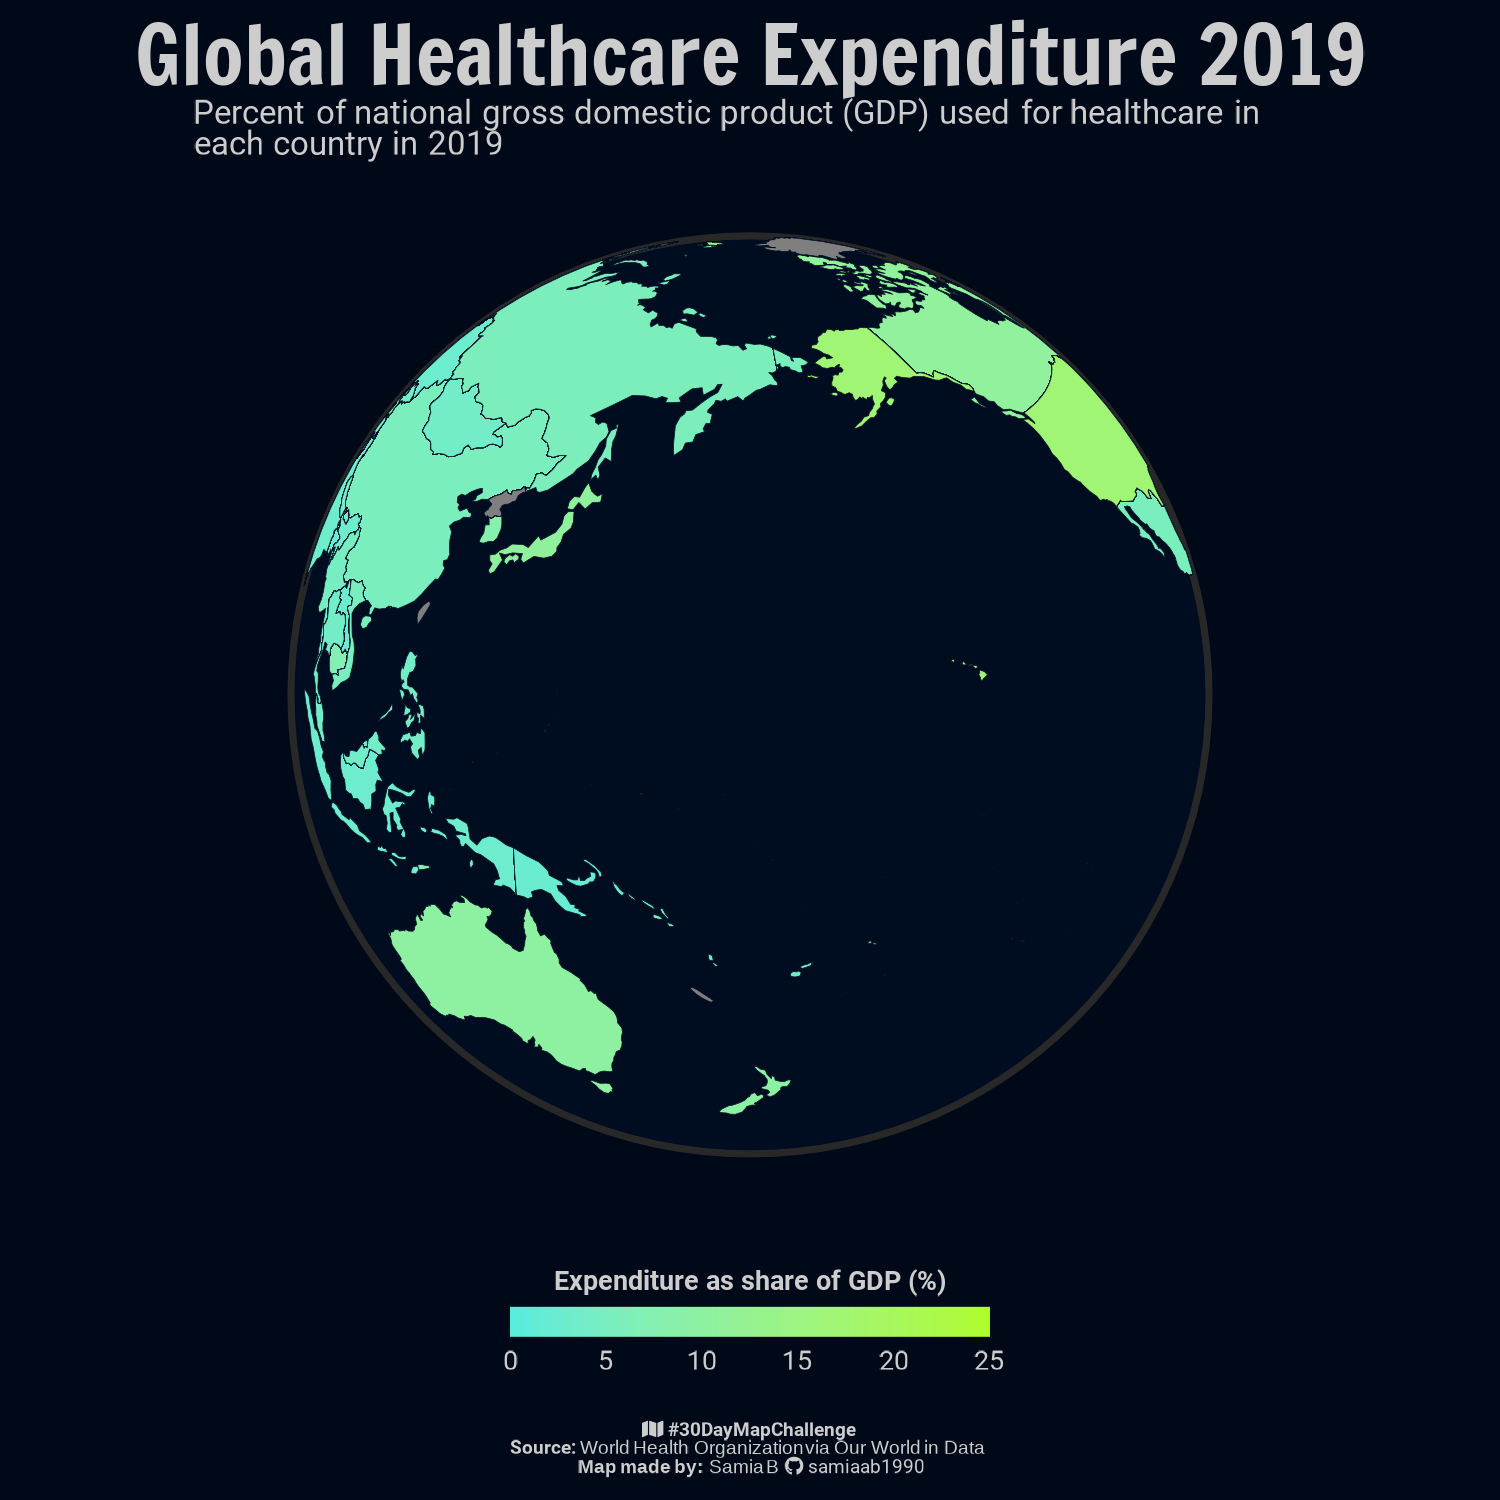 Global Healthcare Expenditure 2019
Percent of national gross domestic product (GDP) used for healthcare in
each country in 2019
Expenditure as share of GDP (%)
0 5 10 15 20 25
#30DayMapChallenge
Source: World Health Organization via Our World in Data
Map made by: Samia B samiaab1990